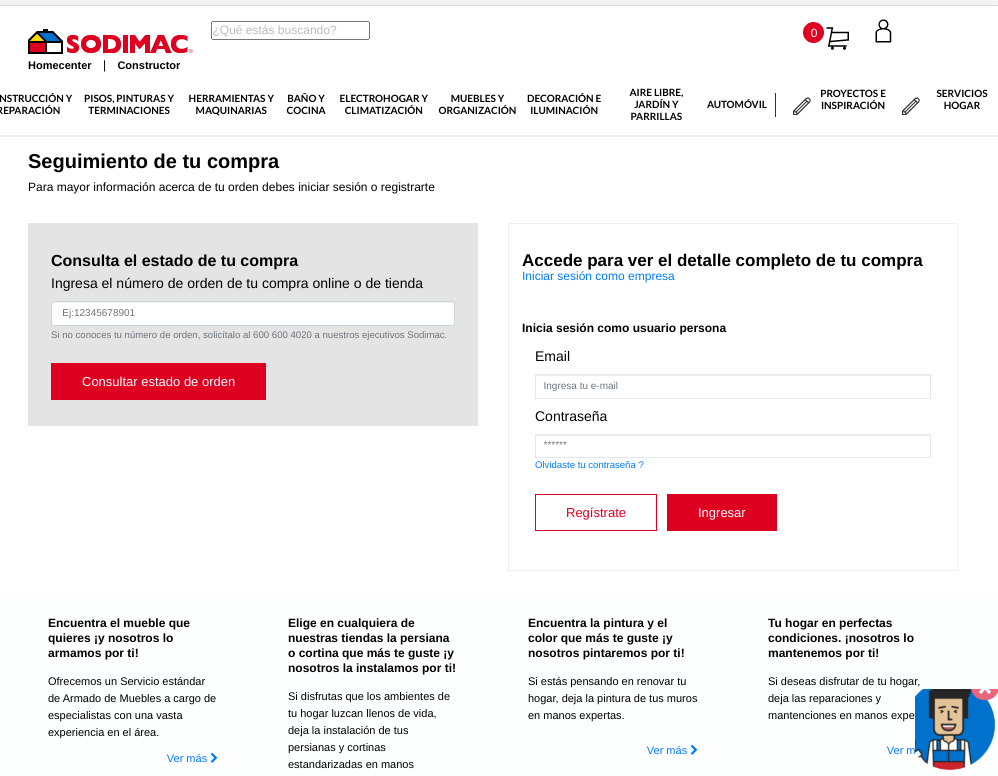 SODIMAC
Homecenter | Constructor
¿Qué estás buscando?
0
NSTRUCCIÓN Y
REPARACIÓN
PISOS, PINTURAS Y
TERMINACIONES
HERRAMIENTAS Y
MAQUINARIAS
BAÑO Y
COCINA
ELECTROHOGAR Y
CLIMATIZACIÓN
MUEBLES Y
ORGANIZACIÓN
DECORACIÓN E
ILUMINACIÓN
AIRE LIBRE,
JARDÍN Y
PARRILLAS
AUTOMÓVIL
PROYECTOS E
INSPIRACIÓN
SERVICIOS
HOGAR
Seguimiento de tu compra
Para mayor información acerca de tu orden debes iniciar sesión o registrarte
Consulta el estado de tu compra
Ingresa el número de orden de tu compra online o de tienda
Ej:12345678901
Si no conoces tu número de orden, solicítalo al 600 600 4020 a nuestros ejecutivos Sodimac.
Consultar estado de orden
Accede para ver el detalle completo de tu compra
Iniciar sesión como empresa
Inicia sesión como usuario persona
Email
Ingresa tu e-mail
Contraseña
******
Olvidaste tu contraseña ?
Regístrate
Ingresar
Encuentra el mueble que
quieres ¡y nosotros lo
armamos por ti!
Ofrecemos un Servicio estándar
de Armado de Muebles a cargo de
especialistas con una vasta
experiencia en el área.
Ver más
Elige en cualquiera de
nuestras tiendas la persiana
o cortina que más te guste ¡y
nosotros la instalamos por ti!
Si disfrutas que los ambientes de
tu hogar luzcan llenos de vida,
deja la instalación de tus
persianas y cortinas
estandarizadas en manos
Encuentra la pintura y el
color que más te guste ¡y
nosotros pintaremos por ti!
Si estás pensando en renovar tu
hogar, deja la pintura de tus muros
en manos expertas.
Ver más
Tu hogar en perfectas
condiciones. ¡nosotros lo
mantenemos por ti!
Si deseas disfrutar de tu hogar,
deja las reparaciones y
mantenciones en manos expe
Ver m